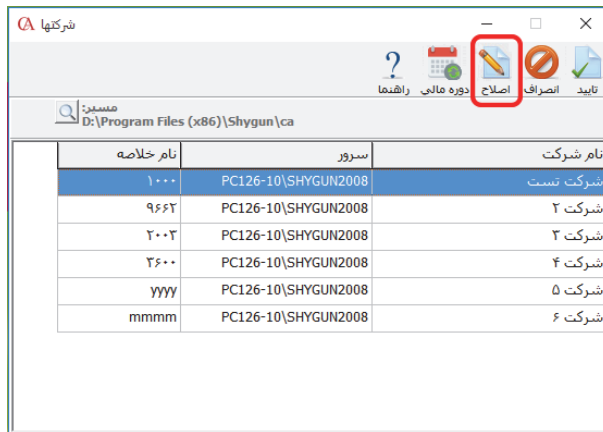 شرکتها
تایید انصراف اصلاح دوره مالی راهنما
مسیر:
D:\Program Files (x86)\Shygun\ca
نام شرکت سرور نام خلاصه
شرکت تست PC126-10\SHYGUN2008 ۱۰۰۰
شرکت ۲ PC126-10\SHYGUN2008 ۹۶۶۲
شرکت ۳ PC126-10\SHYGUN2008 ۲۰۰۳
شرکت ۴ PC126-10\SHYGUN2008 ۳۶۰۰
شرکت ۵ PC126-10\SHYGUN2008 yyyy
شرکت ۶ PC126-10\SHYGUN2008 mmmm